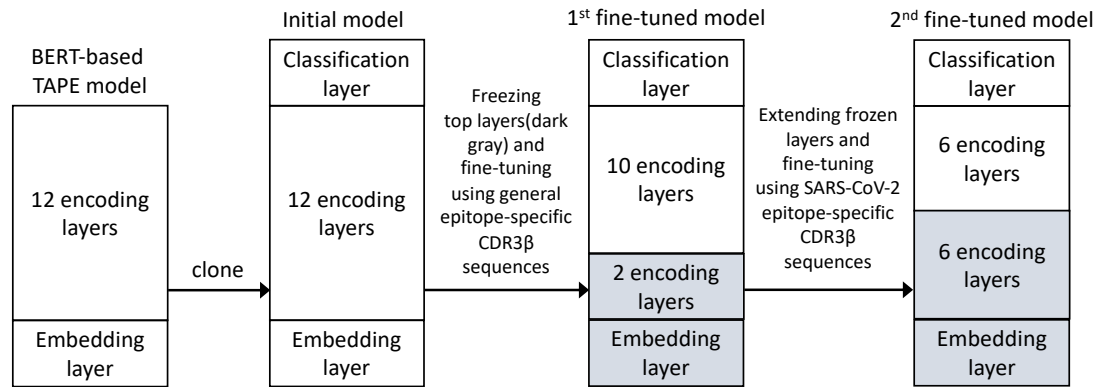 BERT-based
TAPE model
12 encoding
layers
Embedding
layer
clone
Initial model
Classification
layer
12 encoding
layers
Embedding
layer
Freezing
top layers(dark
gray) and
fine-tuning
using general
epitope-specific
CDR3β
sequences
1st fine-tuned model
Classification
layer
10 encoding
layers
2 encoding
layers
Embedding
layer
Extending frozen
layers and
fine-tuning
using SARS-CoV-2
epitope-specific
CDR3β
sequences
2nd fine-tuned model
Classification
layer
6 encoding
layers
6 encoding
layers
Embedding
layer